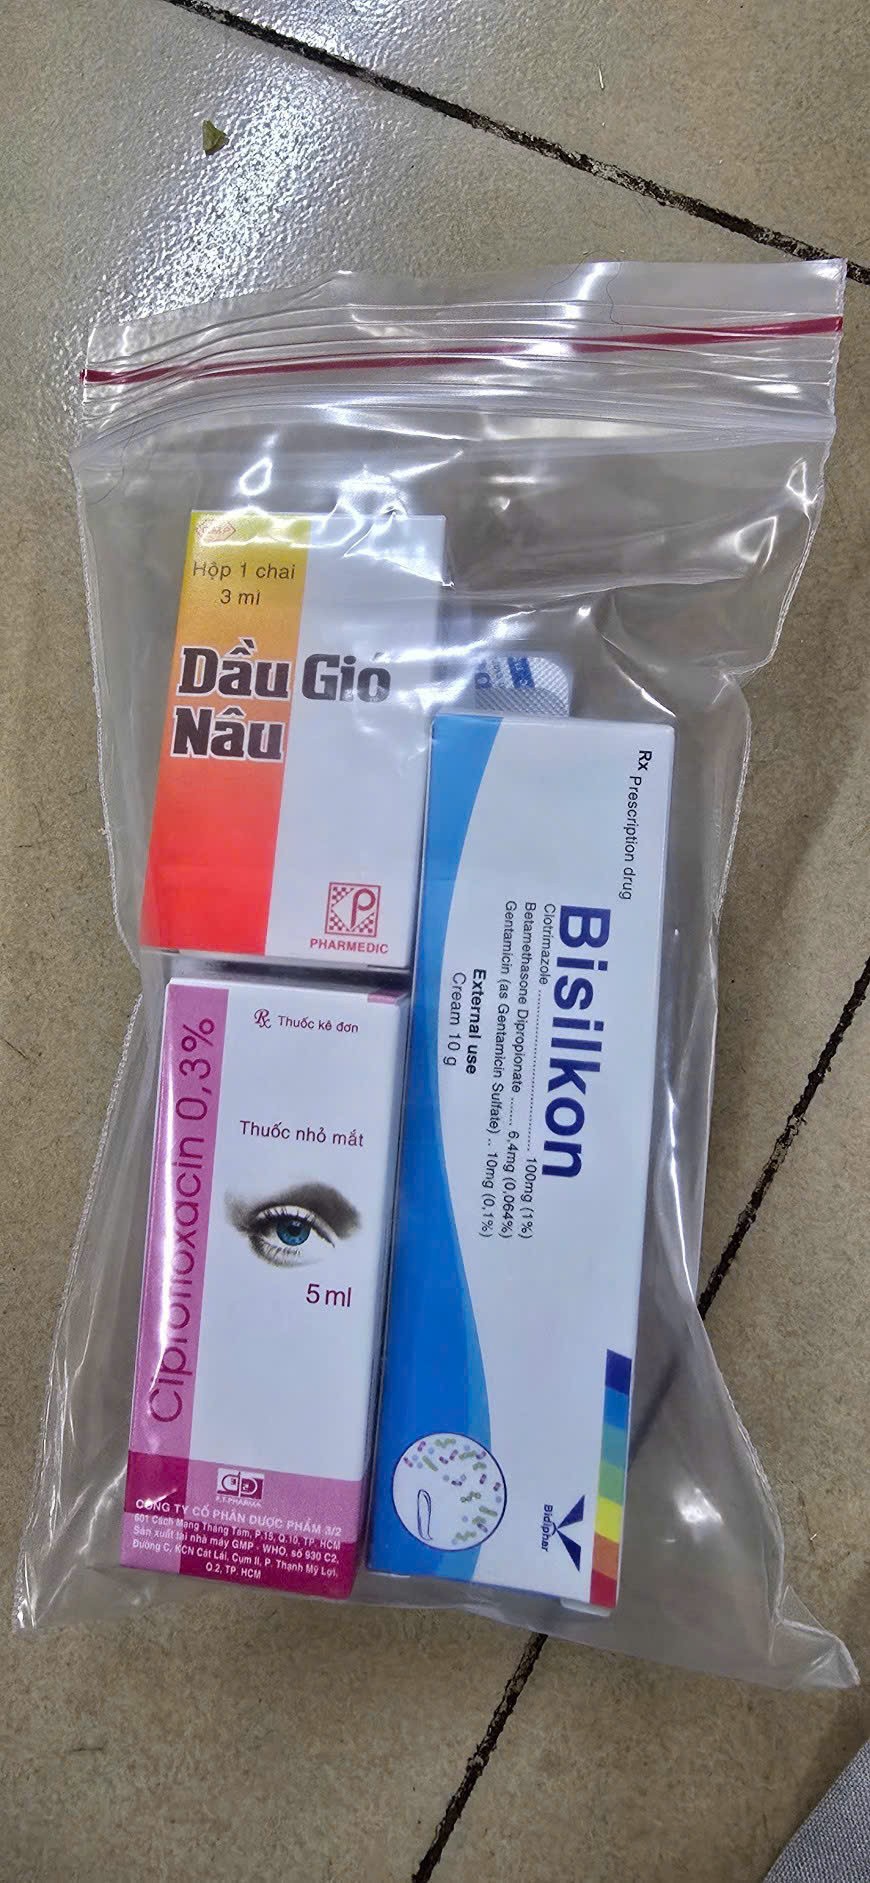 Hộp 1 chai
3 ml
Dầu Gió
Nâu
PHARMEDIC
Rx Prescription drug
Bisilkon
Clotrimazole ........................... 100mg (1%)
Betamethasone Dipropionate ....... 6,4mg (0,064%)
Gentamicin (as Gentamicin Sulfate) .. 10mg (0,1%)
External use
Cream 10 g
Bidiphar
Rx Thuốc kê đơn
Ciprofloxacin 0,3%
Thuốc nhỏ mắt
5 ml
F.T.PHARMA
CÔNG TY CỔ PHẦN DƯỢC PHẨM 3/2
601 Cách Mạng Tháng Tám, P.15, Q.10, TP. HCM
Sản xuất tại nhà máy GMP - WHO, số 930 C2,
Đường C, KCN Cát Lái, Cụm II, P. Thạnh Mỹ Lợi,
Q.2, TP. HCM